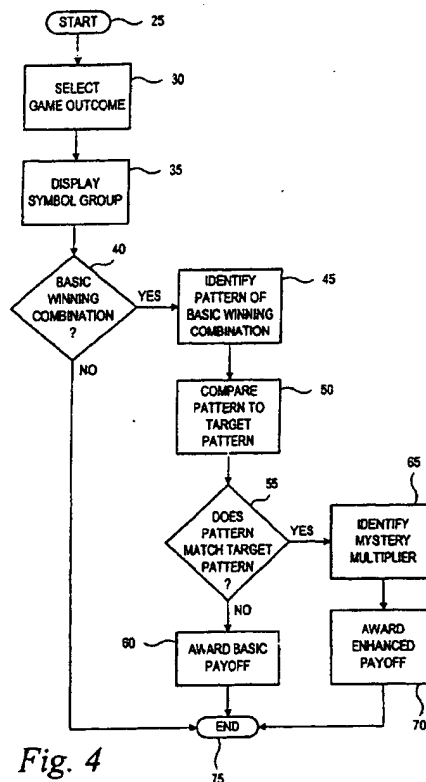 START
25
30
SELECT
GAME OUTCOME
35
DISPLAY
SYMBOL GROUP
40
BASIC
WINNING
COMBINATION
?
YES
NO
45
IDENTIFY
PATTERN OF
BASIC WINNING
COMBINATION
50
COMPARE
PATTERN TO
TARGET
PATTERN
55
DOES
PATTERN
MATCH TARGET
PATTERN
?
YES
NO
65
IDENTIFY
MYSTERY
MULTIPLIER
60
AWARD BASIC
PAYOFF
AWARD
ENHANCED
PAYOFF
70
END
75
Fig. 4